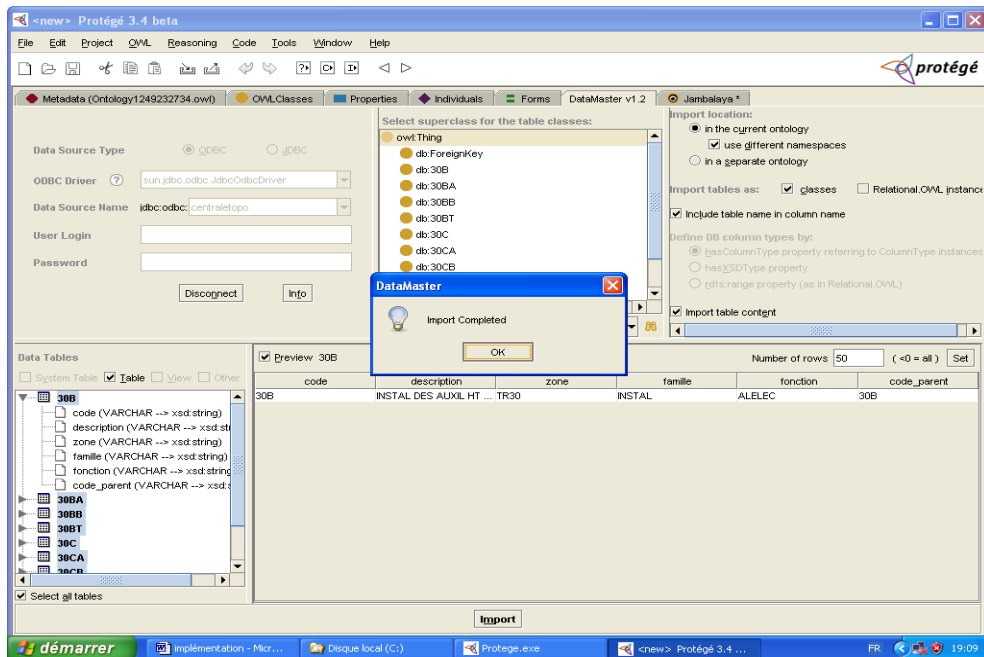 <new> Protégé 3.4 beta
File Edit Project OWL Reasoning Code Tools Window Help
protégé
Metadata (Ontology1249232734.owl) OWLClasses Properties Individuals Forms DataMaster v1.2 Jambalaya *
Data Source Type ODBC JDBC
ODBC Driver ? sun.jdbc.odbc.JdbcOdbcDriver
Data Source Name jdbc:odbc: centraletopo
User Login
Password
Disconnect Info
Select superclass for the table classes:
owl:Thing
db:ForeignKey
db:30B
db:30BA
db:30BB
db:30BT
db:30C
db:30CA
db:30CB
Import location:
in the current ontology
use different namespaces
in a separate ontology
Import tables as: classes Relational.OWL instance
Include table name in column name
Define DB column types by:
hasColumnType property referring to ColumnType instances
hasXSDType property
rdfs:range property (as in Relational.OWL)
Import table content
DataMaster
Import Completed
OK
Data Tables
System Table Table View Other
30B
code (VARCHAR --> xsd:string)
description (VARCHAR --> xsd:stri
zone (VARCHAR --> xsd:string)
famille (VARCHAR --> xsd:string)
fonction (VARCHAR --> xsd:string
code_parent (VARCHAR --> xsd:s
30BA
30BB
30BT
30C
30CA
30CB
Select all tables
Preview 30B Number of rows 50 ( <0 = all ) Set
code description zone famille fonction code_parent
30B INSTAL DES AUXIL HT ... TR30 INSTAL ALELEC 30B
Import
démarrer implémentation - Micr... Disque local (C:) Protege.exe <new> Protégé 3.4 ... FR 19:09